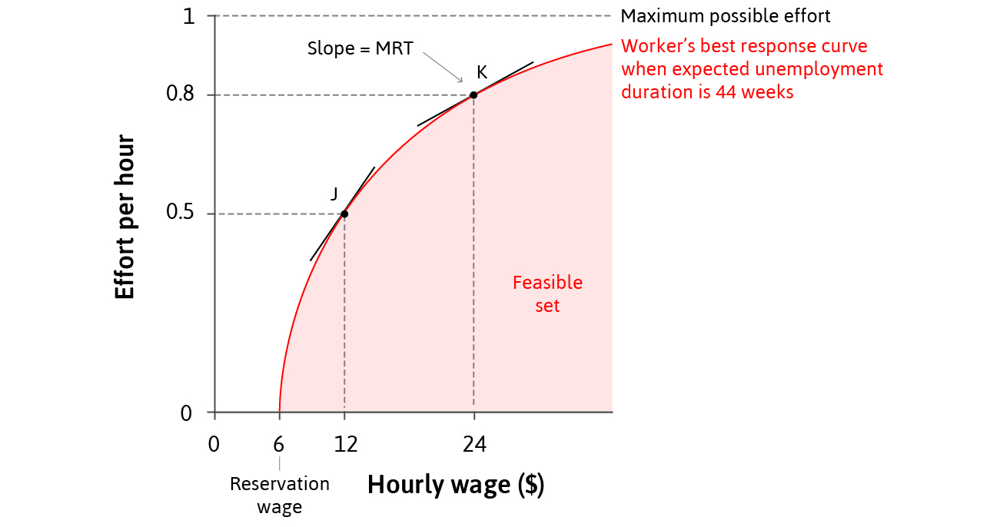 1
Maximum possible effort
Slope = MRT
Worker's best response curve
when expected unemployment
duration is 44 weeks
K
0.8
Effort per hour
J
0.5
Feasible
set
0
0
6
12
24
Reservation
wage
Hourly wage ($)